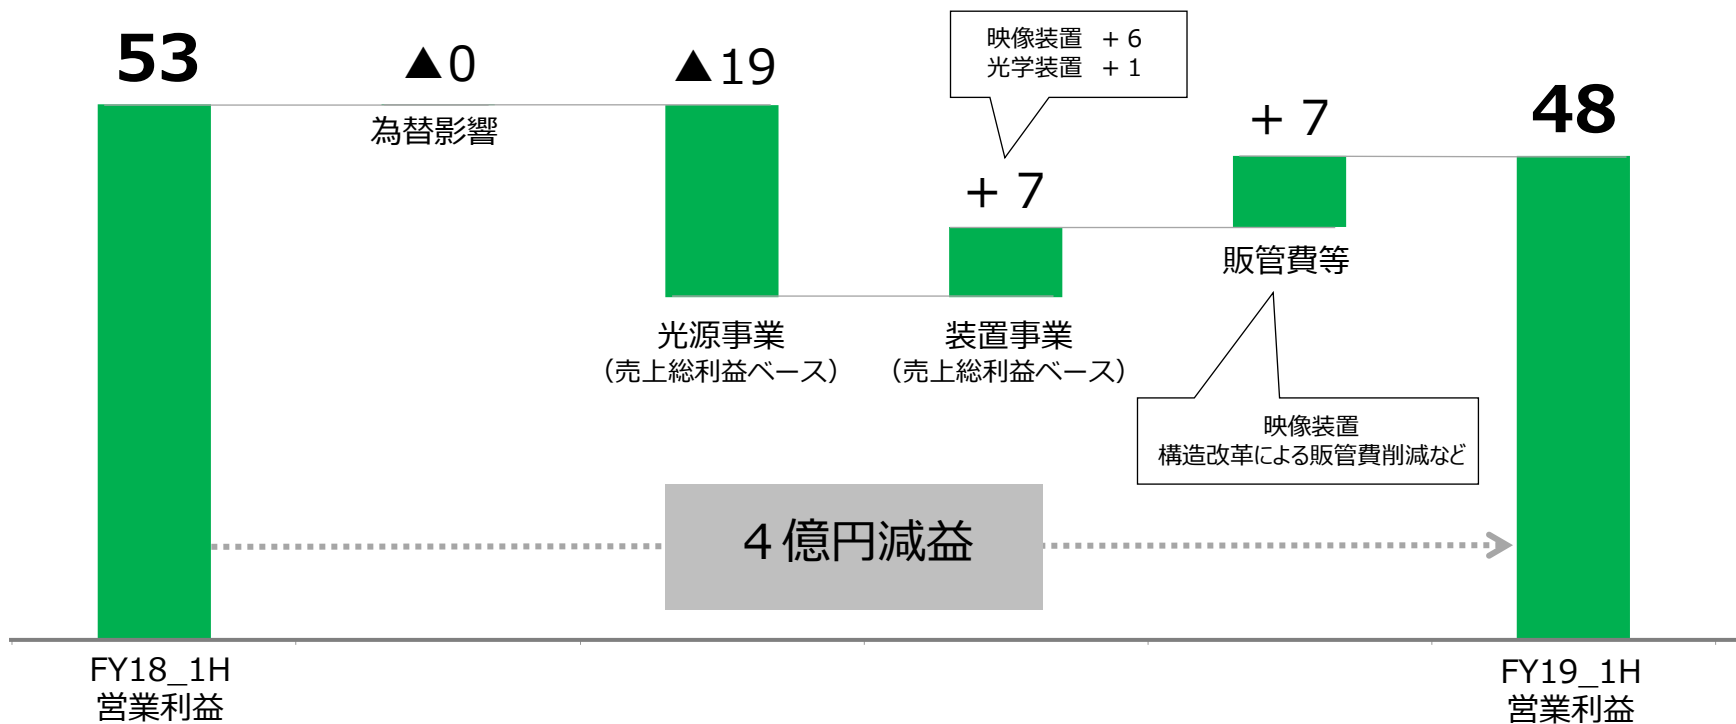 53
▲0
為替影響
▲19
光源事業
（売上総利益ベース）
映像装置 +6
光学装置 +1
+7
装置事業
（売上総利益ベース）
+7
販管費等
映像装置
構造改革による販管費削減など
48
４億円減益
FY18_1H
営業利益
FY19_1H
営業利益